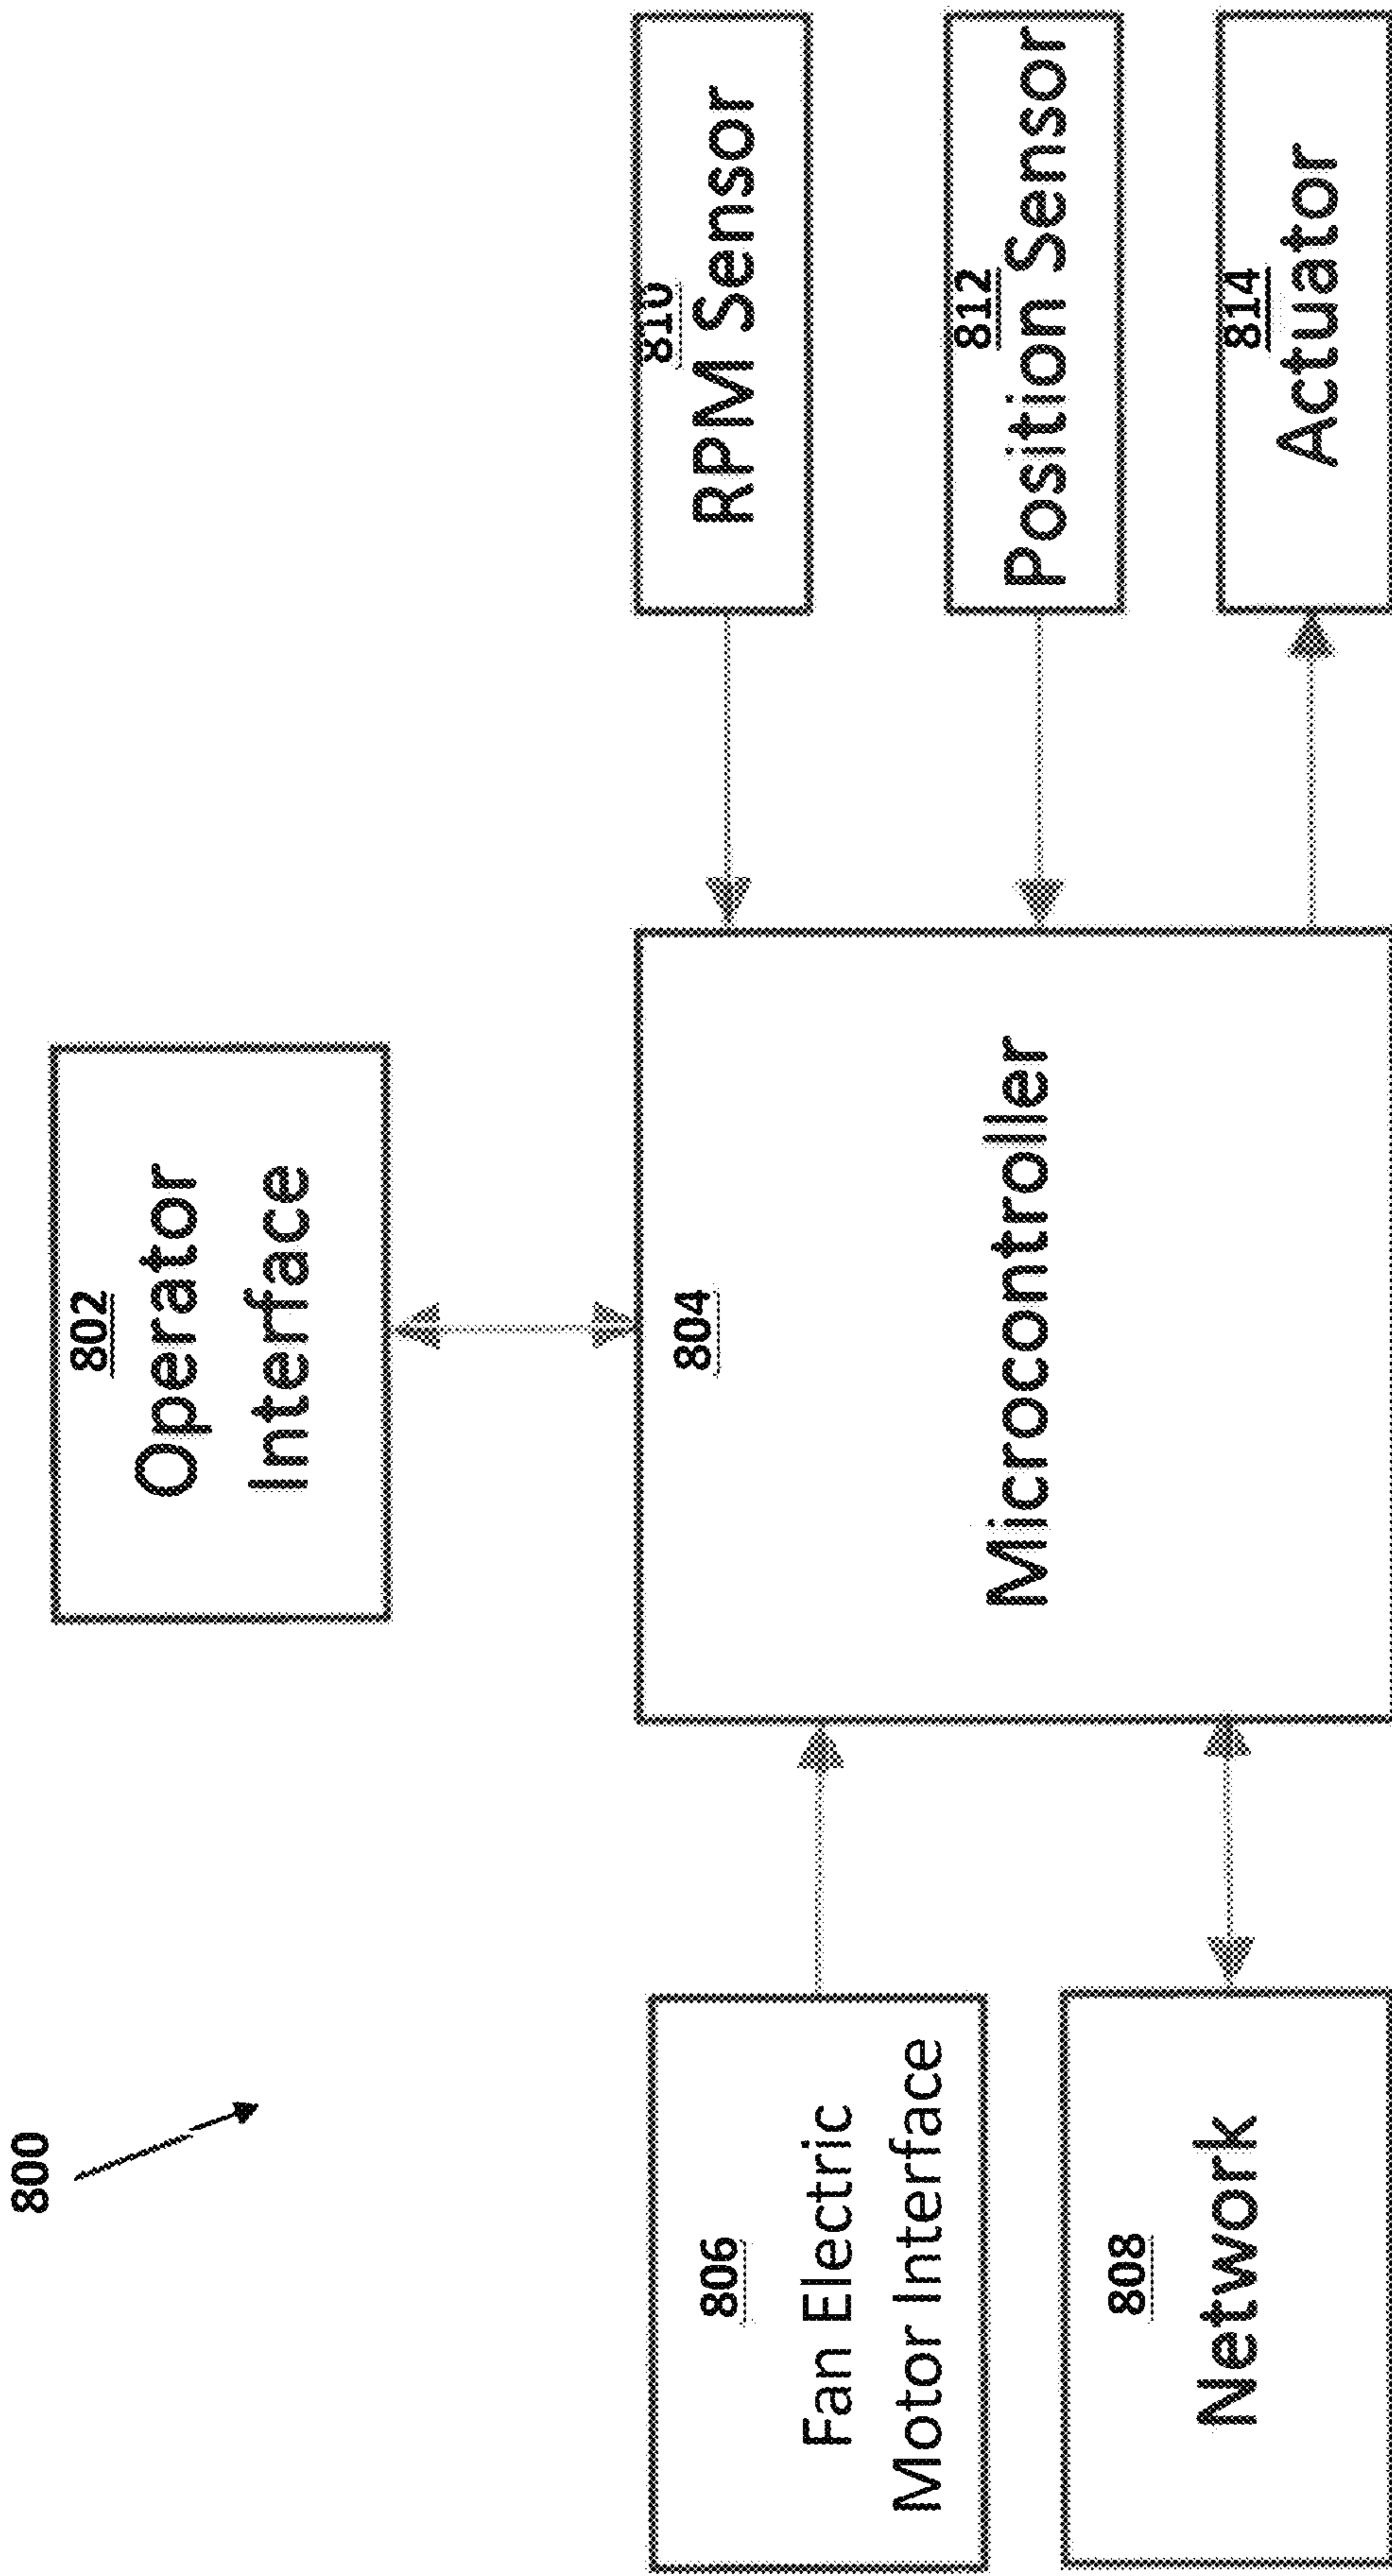 800
802
Operator
Interface
806
Fan Electric
Motor Interface
808
Network
804
Microcontroller
810
RPM Sensor
812
Position Sensor
814
Actuator